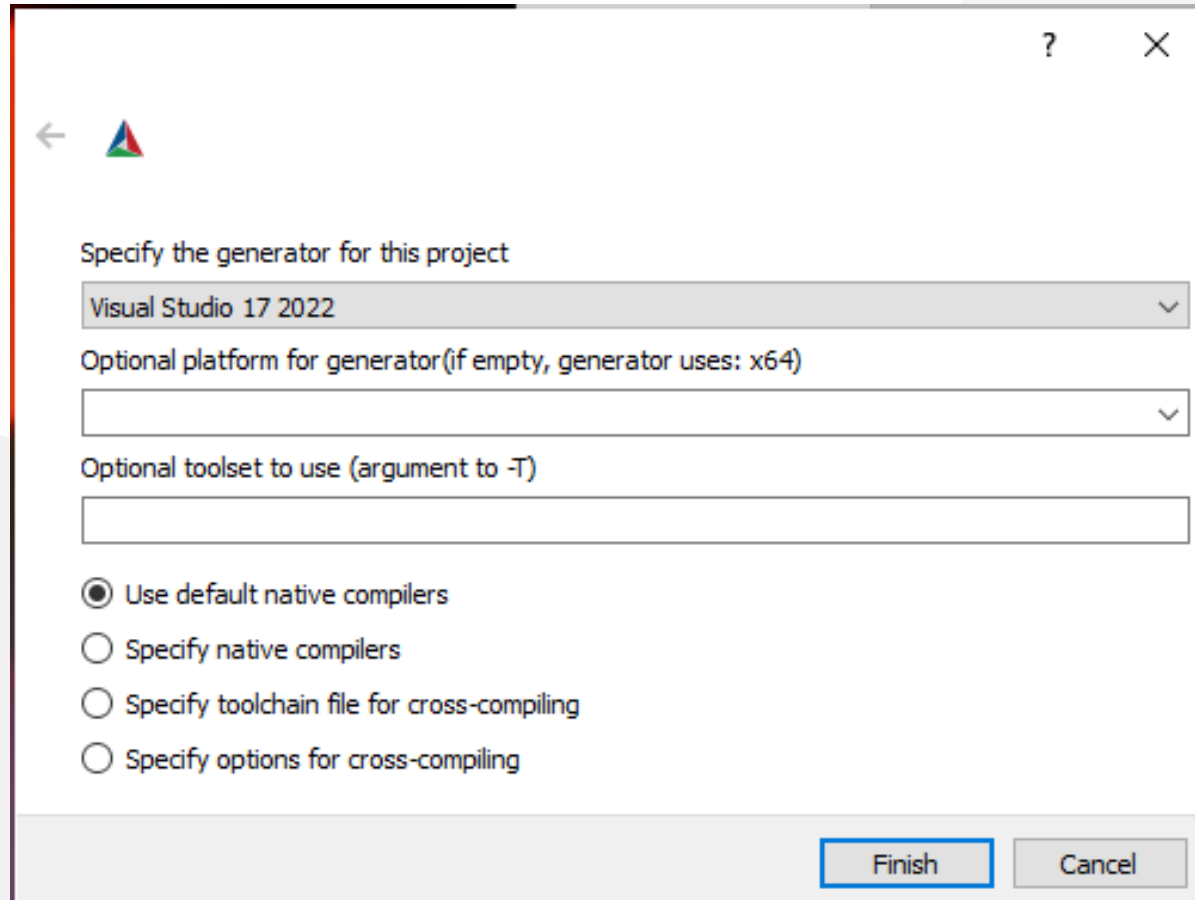 ?
Specify the generator for this project
Visual Studio 17 2022
Optional platform for generator(if empty, generator uses: x64)
Optional toolset to use (argument to -T)
Use default native compilers
Specify native compilers
Specify toolchain file for cross-compiling
Specify options for cross-compiling
Finish Cancel